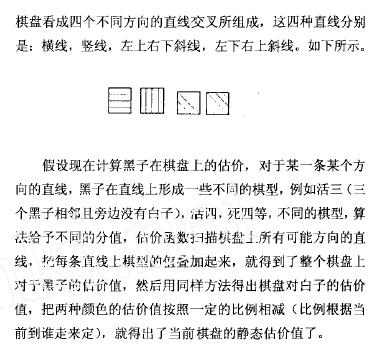 棋盘看成四个不同方向的直线交叉所组成，这四种直线分别
是：横线，竖线，左上右下斜线，左下右上斜线。如下所示。
假设现在计算黑子在棋盘上的估价，对于某一条某个方
向的直线，黑子在直线上形成一些不同的棋型，例如活三（三
个黑子相邻且旁边没有白子），活四，死四等，不同的棋型，算
法给予不同的分值，估价函数扫描棋盘上所有可能方向的直
线，把每条直线上棋型的估价叠加起来，就得到了整个棋盘上
对于黑子的估价值，然后用同样方法得出棋盘对白子的估价
值，把两种颜色的估价值按照一定的比例相减（比例根据当
前到谁走来定），就得出了当前棋盘的静态估价值了。